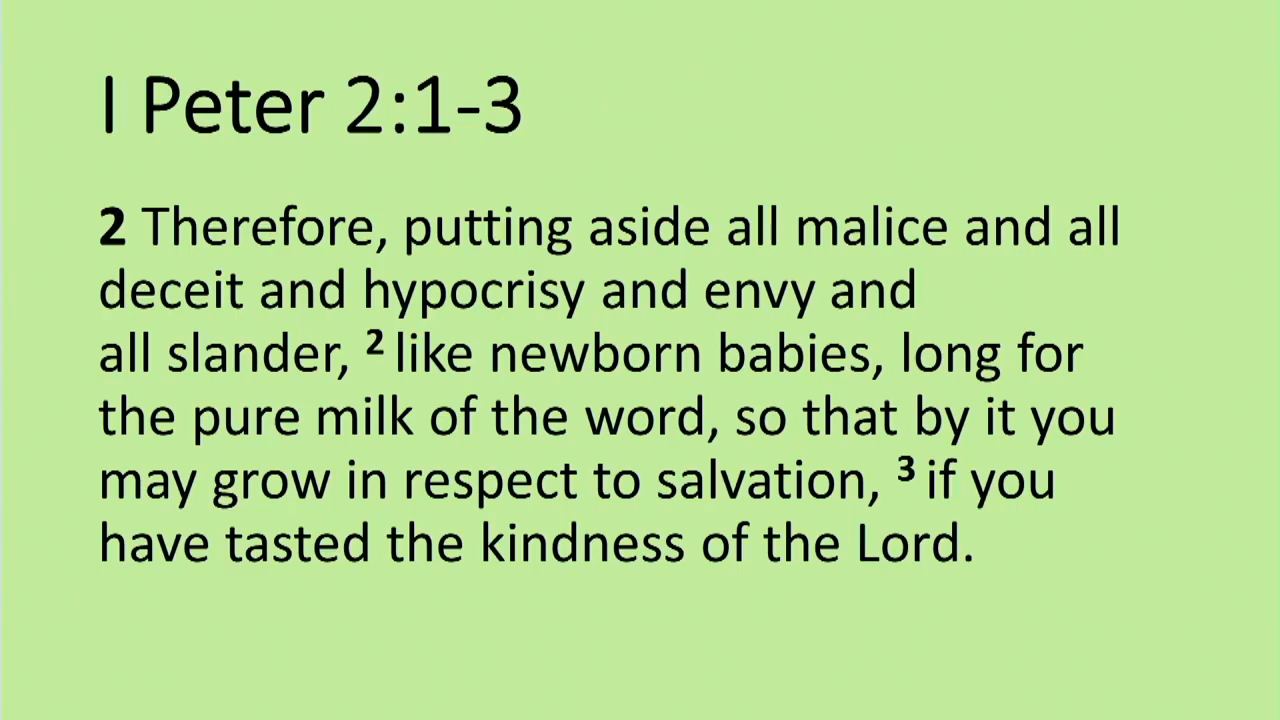 I Peter 2:1-3
2 Therefore, putting aside all malice and all
deceit and hypocrisy and envy and
all slander, 2 like newborn babies, long for
the pure milk of the word, so that by it you
may grow in respect to salvation, 3 if you
have tasted the kindness of the Lord.